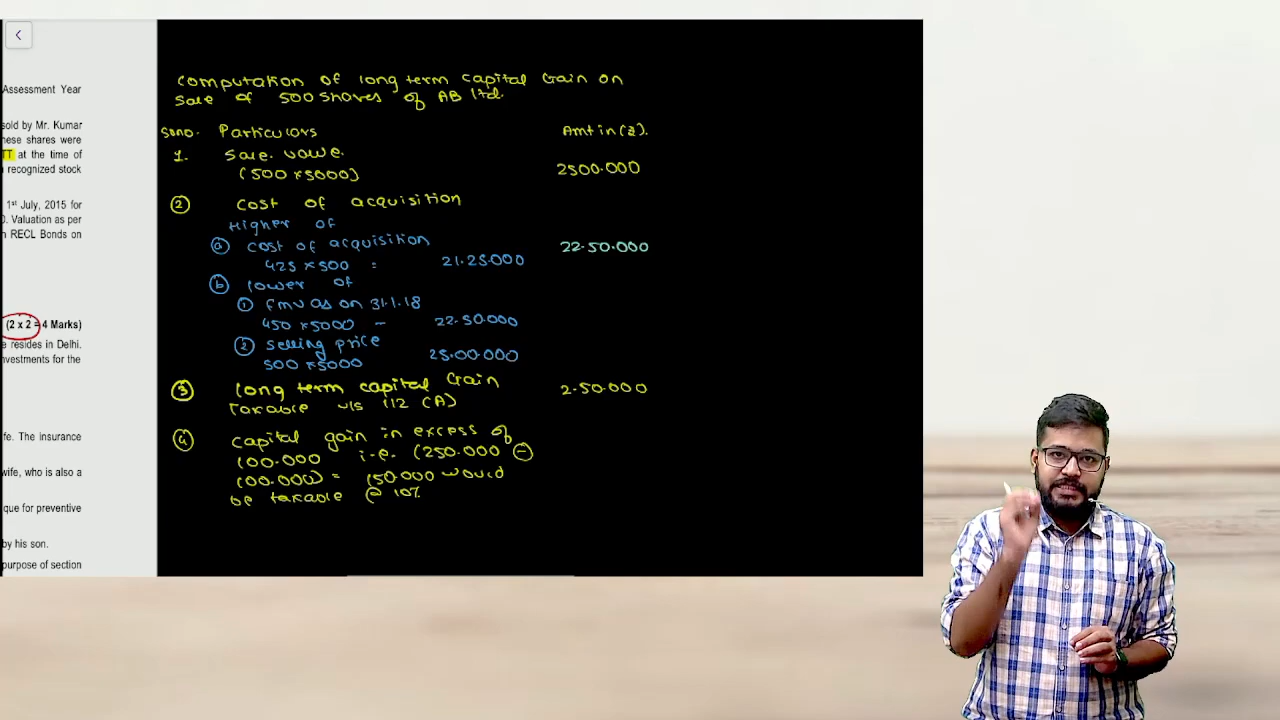 Assessment Year
sold by Mr. Kumar
hese shares were
TT at the time of
recognized stock
1st July, 2015 for
Valuation as per
RECL Bonds on
(2 x 2 = 4 Marks)
resides in Delhi.
nvestments for the
fe. The insurance
wife, who is also a
que for preventive
by his son.
purpose of section
Computation of long term capital Gain on
Sale of 500 shares of AB Ltd.
Sono. Particulars Amt in (₹).
1. Sale. value.
(500 x 5000) 2500.000
② Cost of acquisition
Higher of
ⓐ Cost of acquisition 22.50.000
425 x 500 = 21.25.000
ⓑ lower of
① FMV as on 31.1.18
450 x 5000 – 22.50.000
② Selling price
500 x 5000 25.00.000
③ Long term capital Gain 2.50.000
Taxable u/s 112 (A)
④ Capital gain in excess of
100.000 i.e. (250.000 ⊖
100.000) = 150.000 would
be taxable @ 10%